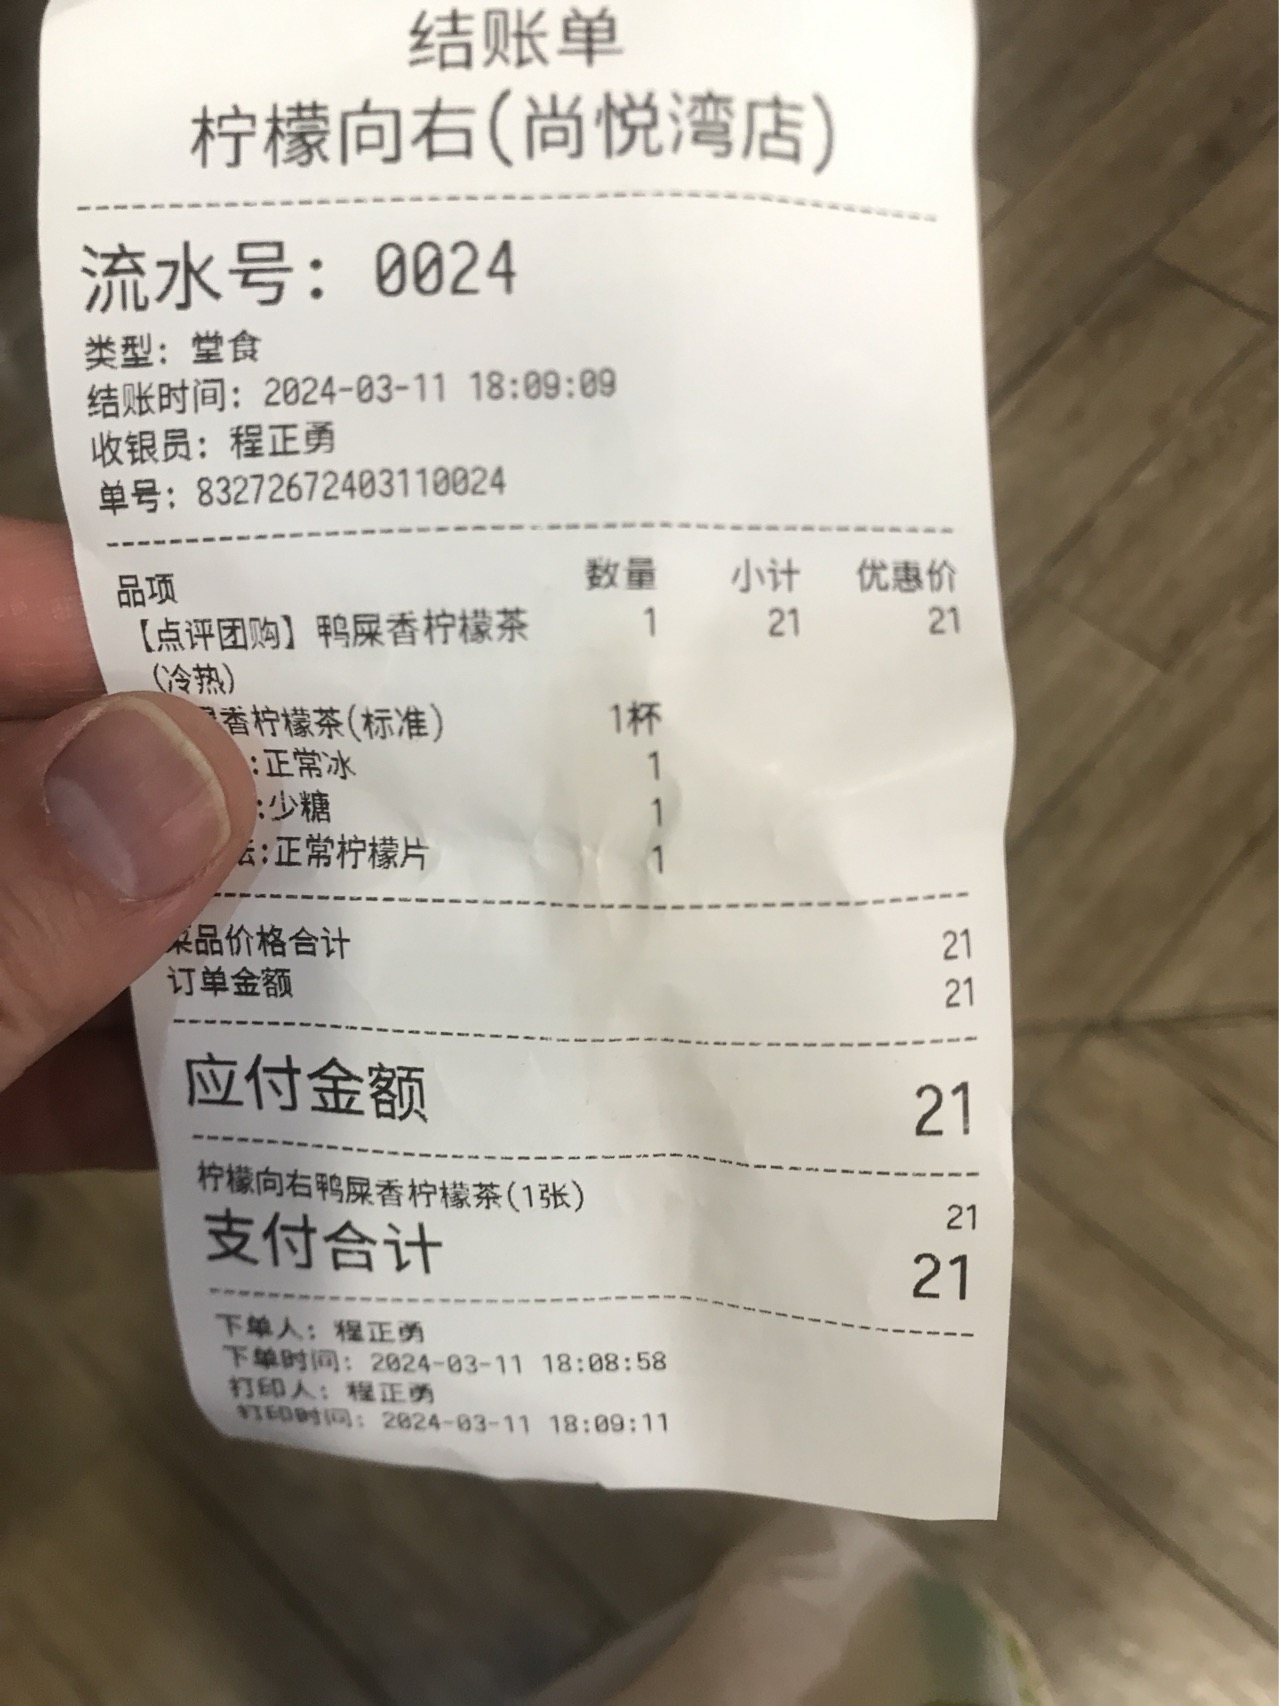 结账单
柠檬向右(尚悦湾店)
流水号: 0024
类型: 堂食
结账时间: 2024-03-11 18:09:09
收银员: 程正勇
单号: 83272672403110024
品项 数量 小计 优惠价
【点评团购】鸭屎香柠檬茶 1 21 21
(冷热)
香柠檬茶(标准) 1杯
:正常冰 1
:少糖 1
法:正常柠檬片 1
菜品价格合计 21
订单金额 21
应付金额 21
柠檬向右鸭屎香柠檬茶(1张) 21
支付合计 21
下单人: 程正勇
下单时间: 2024-03-11 18:08:58
打印人: 程正勇
打印时间: 2024-03-11 18:09:11